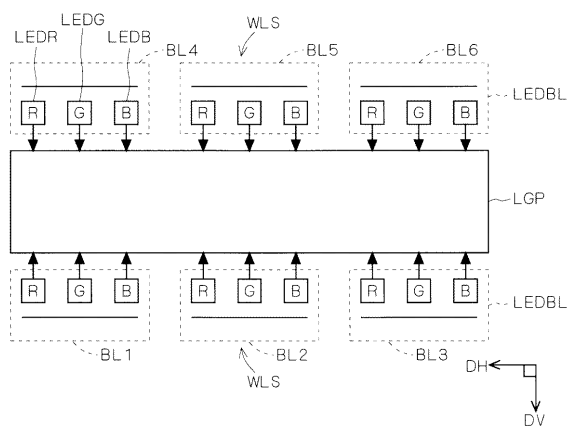 LEDG
LEDR LEDB WLS
BL4 BL5 BL6
LEDBL
R G B R G B R G B
LGP
R G B R G B R G B
LEDBL
BL1 BL2 BL3
WLS
DH
DV